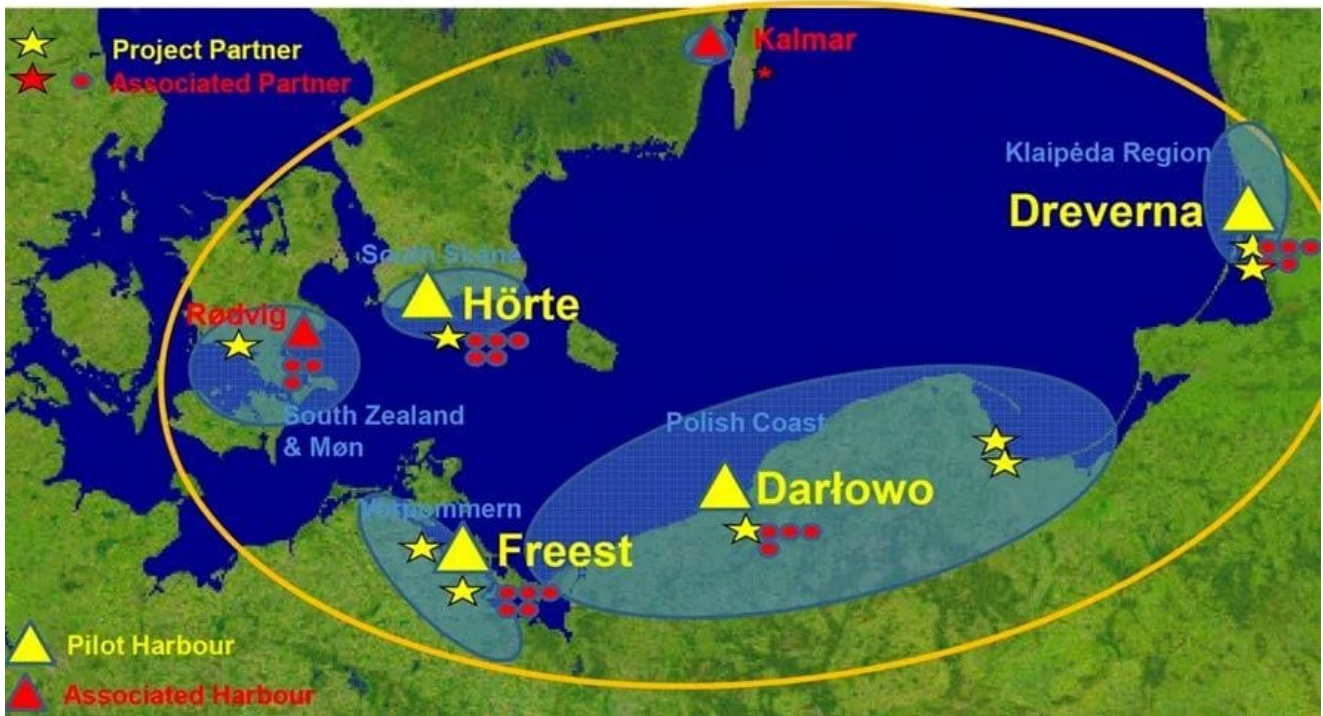 Project Partner
Associated Partner
Kalmar
Klaipėda Region
Dreverna
South Skåne
Hörte
Rødvig
South Zealand
& Møn
Polish Coast
Darłowo
Vorpommern
Freest
Pilot Harbour
Associated Harbour